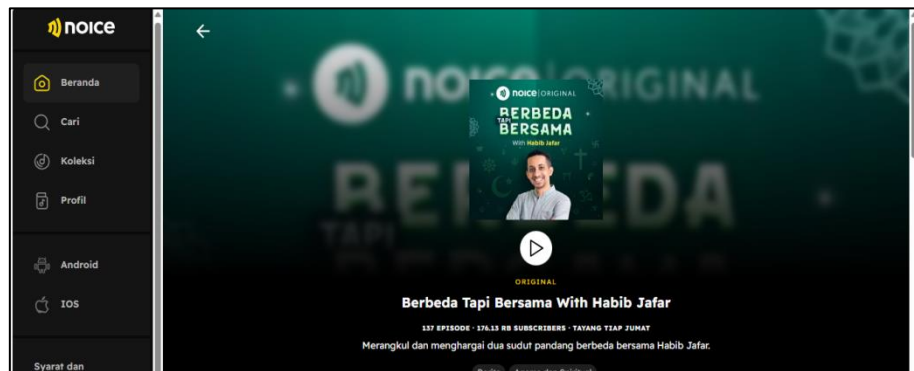 noice
Beranda
Cari
Koleksi
Profil
Android
IOS
Syarat dan
noice ORIGINAL
BERBEDA
TAPI
BERSAMA
With Habib Jafar
ORIGINAL
Berbeda Tapi Bersama With Habib Jafar
137 EPISODE · 176.13 RB SUBSCRIBERS · TAYANG TIAP JUMAT
Merangkul dan menghargai dua sudut pandang berbeda bersama Habib Jafar.